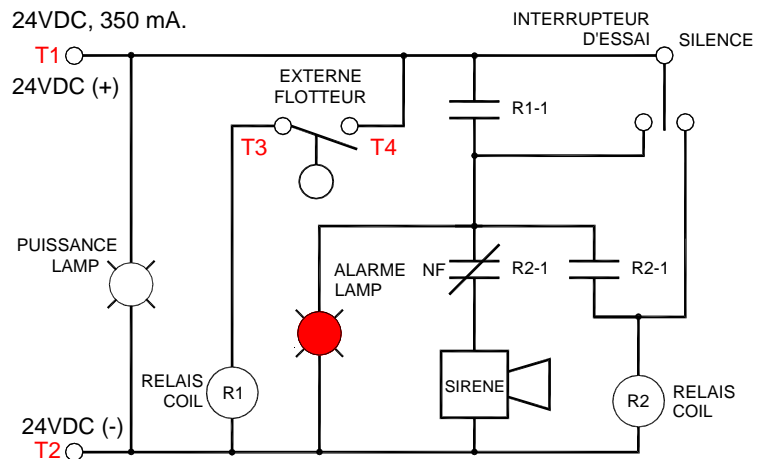 24VDC, 350 mA.
T1
24VDC (+)
INTERRUPTEUR
D'ESSAI
SILENCE
EXTERNE
FLOTTEUR
R1-1
T3
T4
PUISSANCE
LAMP
ALARME
LAMP
NF
R2-1
R2-1
RELAIS
COIL
R1
SIRENE
R2
RELAIS
COIL
24VDC (-)
T2